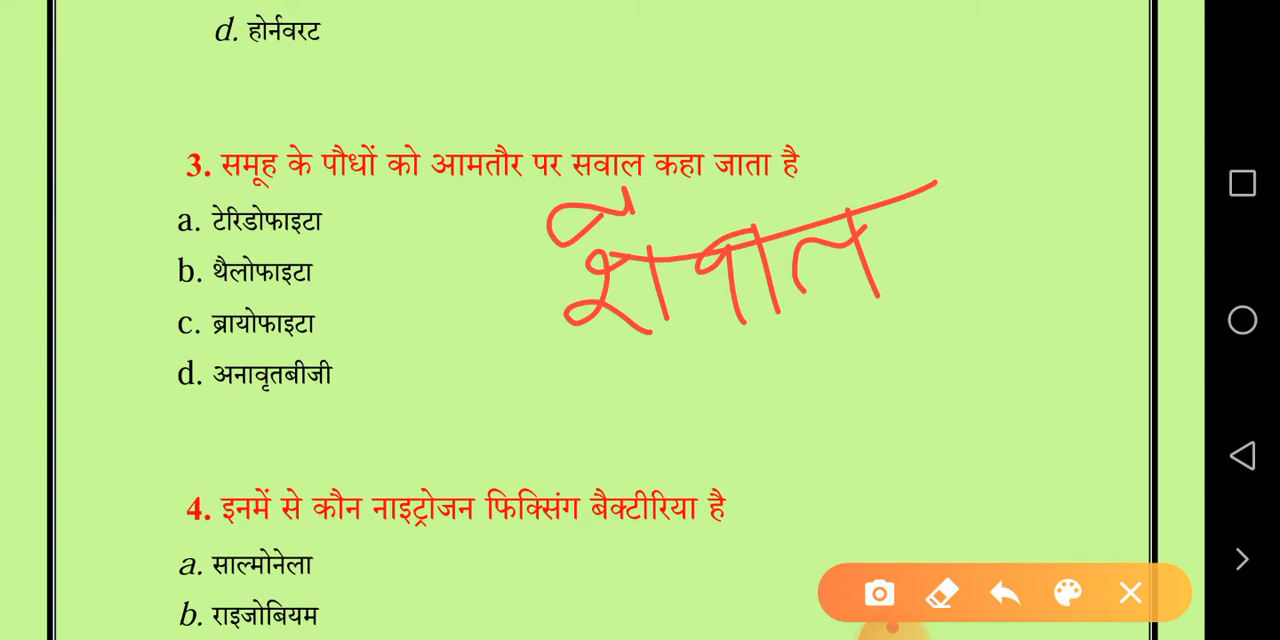 d. होर्नवरट
3. समूह के पौधों को आमतौर पर सवाल कहा जाता है
शैवाल
a. टेरिडोफाइटा
b. थैलोफाइटा
c. ब्रायोफाइटा
d. अनावृतबीजी
4. इनमें से कौन नाइट्रोजन फिक्सिंग बैक्टीरिया है
a. साल्मोनेला
b. राइजोबियम